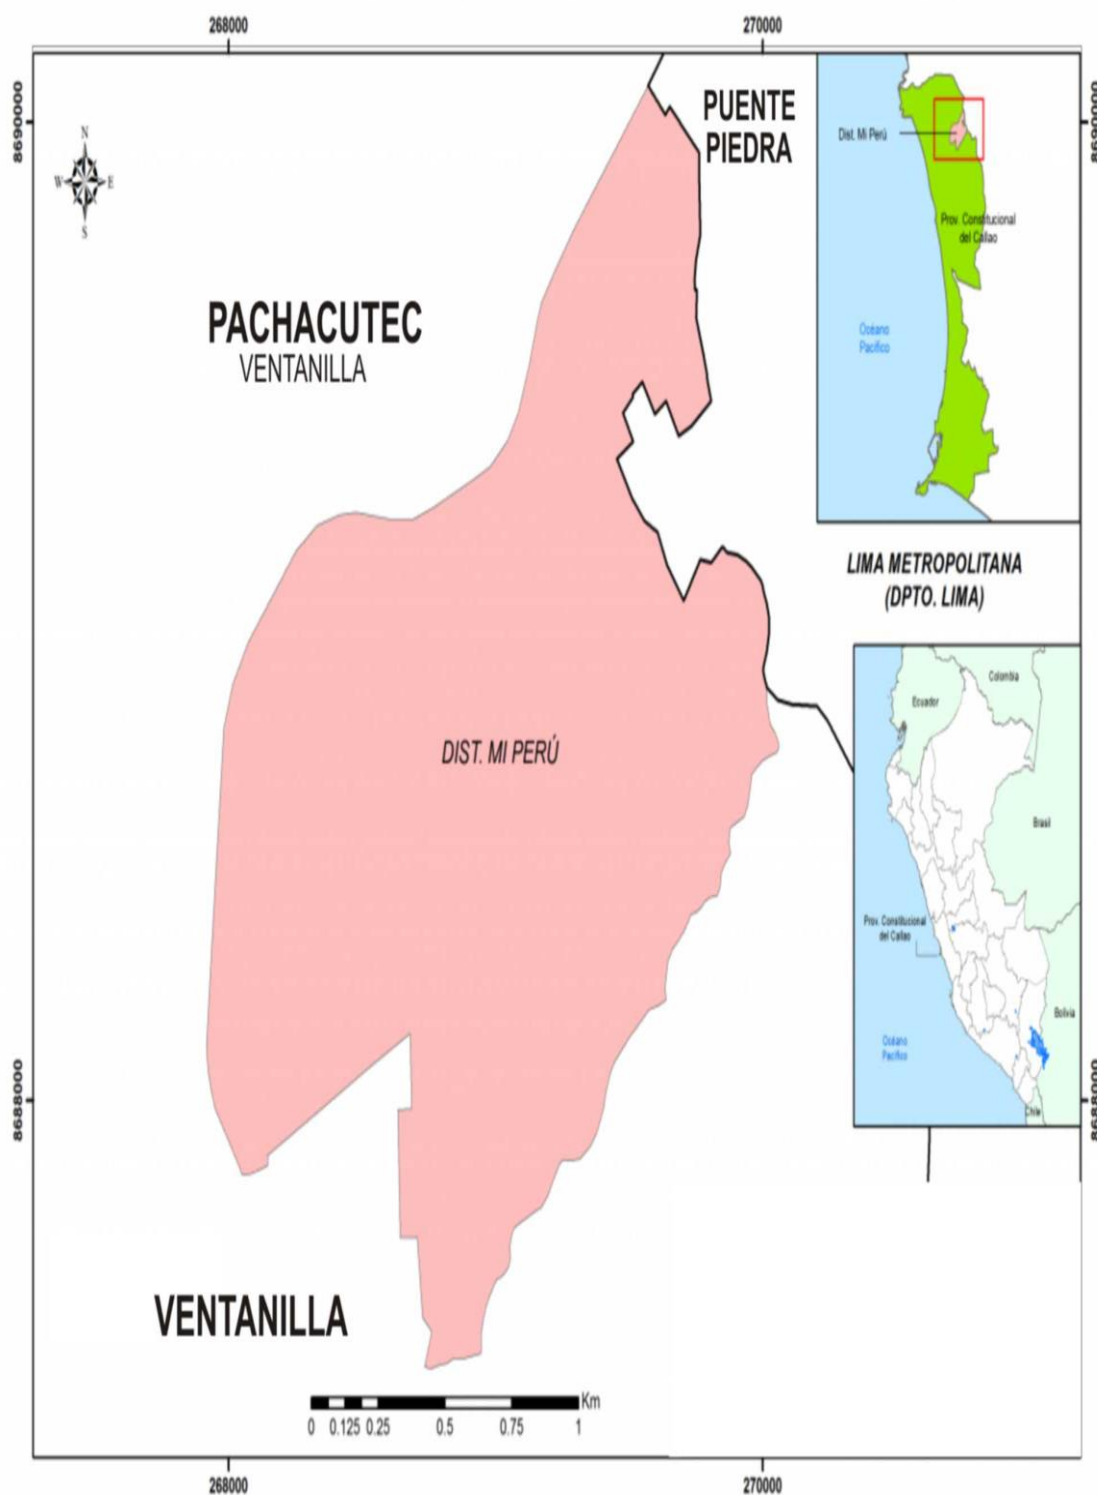 268000
270000
8690000
8690000
N
W
E
S
PUENTE
PIEDRA
Dist. Mi Perú
Prov. Constitucional
del Callao
Océano
Pacífico
PACHACUTEC
VENTANILLA
LIMA METROPOLITANA
(DPTO. LIMA)
Colombia
Ecuador
DIST. MI PERÚ
Brasil
Prov. Constitucional
del Callao
Bolivia
Océano
Pacífico
Chile
8688000
8688000
VENTANILLA
Km
0 0.125 0.25 0.5 0.75 1
268000
270000